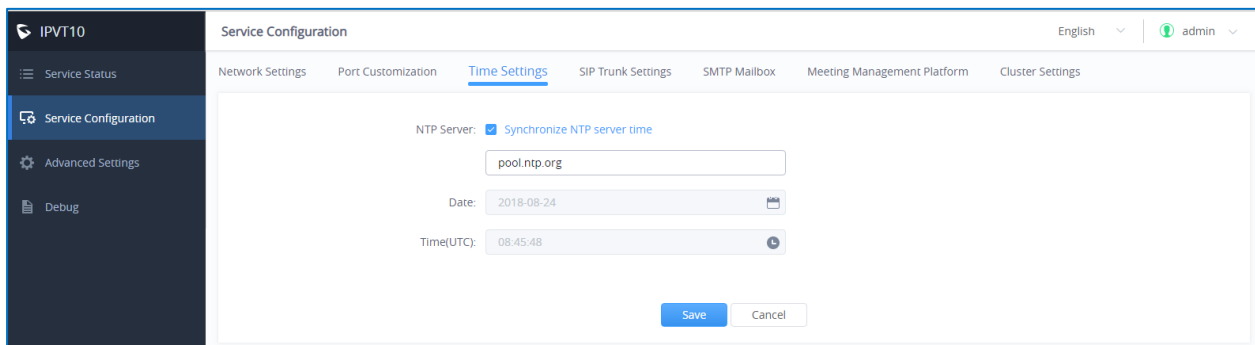 IPVT10
Service Configuration
English
admin
Service Status
Service Configuration
Advanced Settings
Debug
Network Settings
Port Customization
Time Settings
SIP Trunk Settings
SMTP Mailbox
Meeting Management Platform
Cluster Settings
NTP Server: Synchronize NTP server time
pool.ntp.org
Date: 2018-08-24
Time(UTC): 08:45:48
Save
Cancel